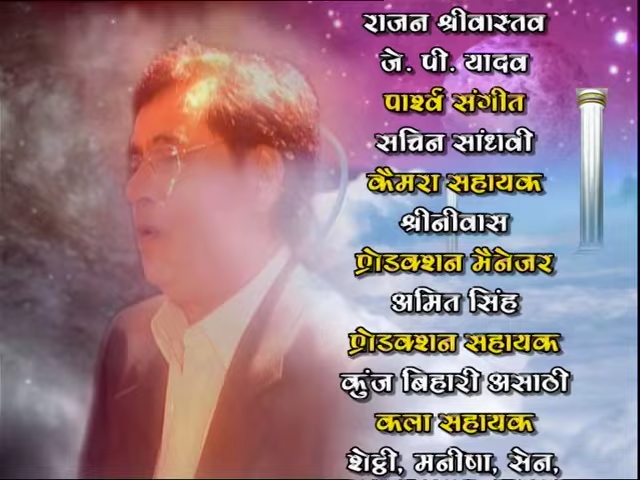 राजन श्रीवास्तव
जे. पी. यादव
पार्श्व संगीत
सचिन सांधवी
कैमरा सहायक
श्रीनीवास
प्रोडक्शन मैनेजर
अमित सिंह
प्रोडक्शन सहायक
कुंज बिहारी असाठी
कला सहायक
शेट्ठी, मनीषा, सेन,